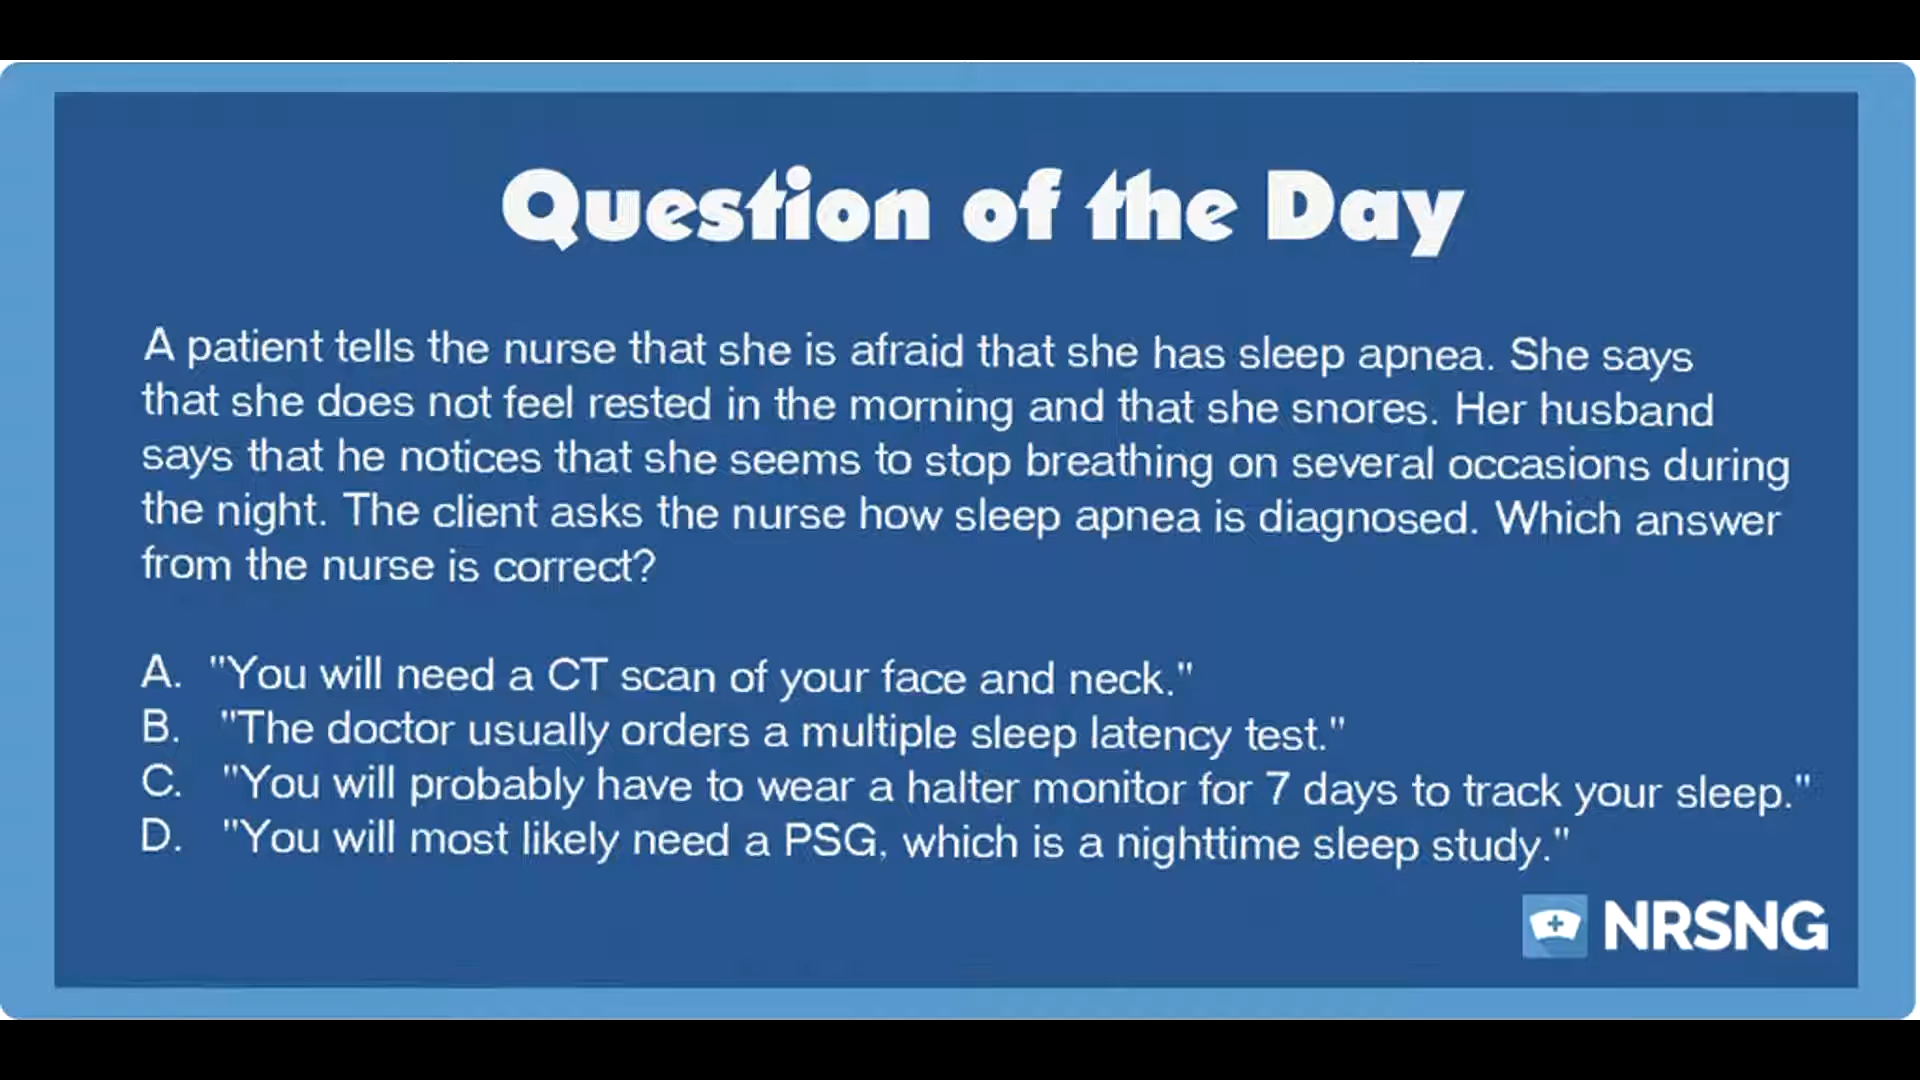 Question of the Day
A patient tells the nurse that she is afraid that she has sleep apnea. She says
that she does not feel rested in the morning and that she snores. Her husband
says that he notices that she seems to stop breathing on several occasions during
the night. The client asks the nurse how sleep apnea is diagnosed. Which answer
from the nurse is correct?
A. "You will need a CT scan of your face and neck."
B. "The doctor usually orders a multiple sleep latency test."
C. "You will probably have to wear a halter monitor for 7 days to track your sleep."
D. "You will most likely need a PSG, which is a nighttime sleep study."
NRSNG